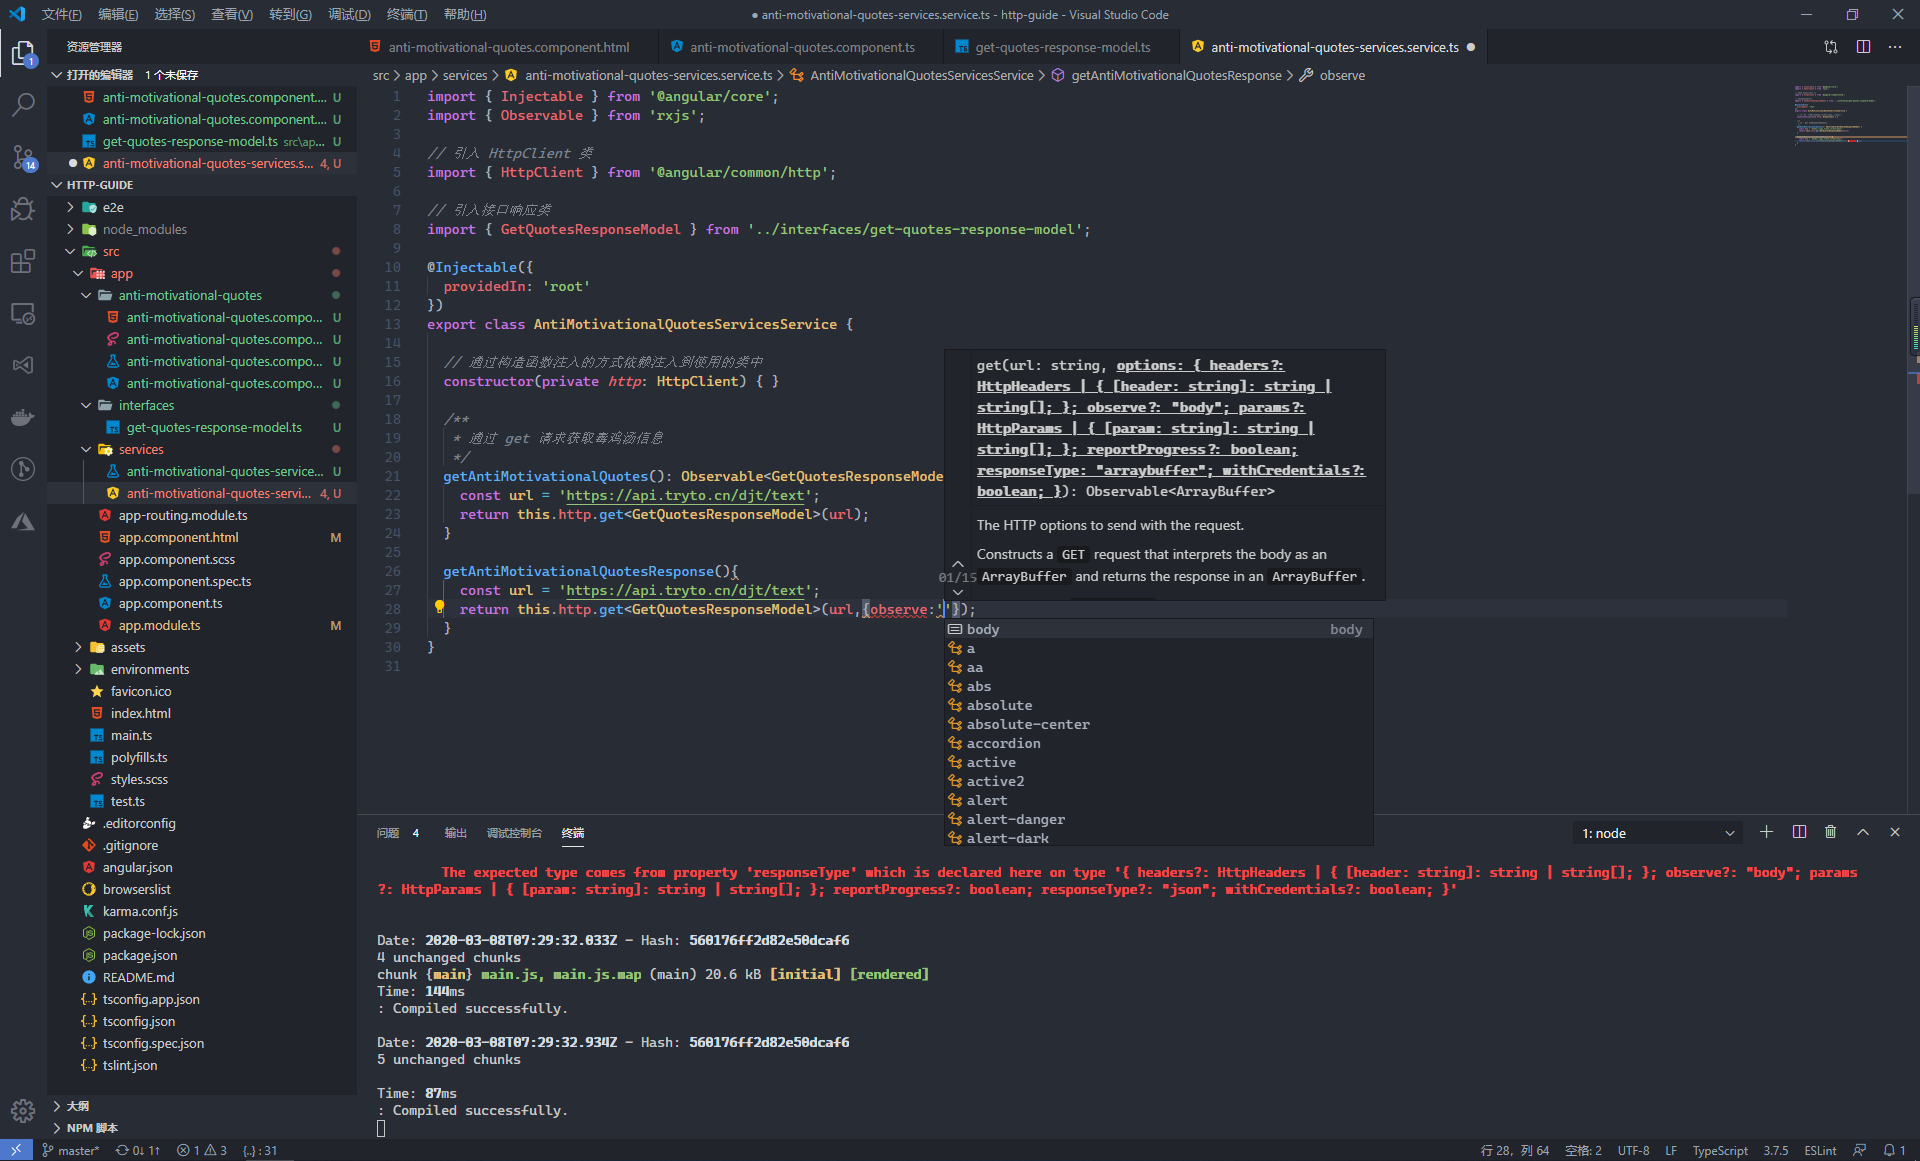 文件(F) 编辑(E) 选择(S) 查看(V) 转到(G) 调试(D) 终端(T) 帮助(H)
● anti-motivational-quotes-services.service.ts - http-guide - Visual Studio Code
资源管理器
anti-motivational-quotes.component.html
anti-motivational-quotes.component.ts
get-quotes-response-model.ts
anti-motivational-quotes-services.service.ts ●
打开的编辑器 1 个未保存
anti-motivational-quotes.component.... U
anti-motivational-quotes.component.... U
get-quotes-response-model.ts src\ap... U
● anti-motivational-quotes-services.s... 4, U
HTTP-GUIDE
e2e
node_modules
src
app
anti-motivational-quotes
anti-motivational-quotes.compo... U
anti-motivational-quotes.compo... U
anti-motivational-quotes.compo... U
anti-motivational-quotes.compo... U
interfaces
get-quotes-response-model.ts U
services
anti-motivational-quotes-service... U
anti-motivational-quotes-servi... 4, U
app-routing.module.ts
app.component.html M
app.component.scss
app.component.spec.ts
app.component.ts
app.module.ts M
assets
environments
favicon.ico
index.html
main.ts
polyfills.ts
styles.scss
test.ts
.editorconfig
.gitignore
angular.json
browserslist
karma.conf.js
package-lock.json
package.json
README.md
tsconfig.app.json
tsconfig.json
tsconfig.spec.json
tslint.json
大纲
NPM 脚本
1
14
src > app > services > anti-motivational-quotes-services.service.ts > AntiMotivationalQuotesServicesService > getAntiMotivationalQuotesResponse > observe
1 import { Injectable } from '@angular/core';
2 import { Observable } from 'rxjs';
3
4 // 引入 HttpClient 类
5 import { HttpClient } from '@angular/common/http';
6
7 // 引入接口响应类
8 import { GetQuotesResponseModel } from '../interfaces/get-quotes-response-model';
9
10 @Injectable({
11 providedIn: 'root'
12 })
13 export class AntiMotivationalQuotesServicesService {
14
15 // 通过构造函数注入的方式依赖注入到使用的类中
16 constructor(private http: HttpClient) { }
17
18 /**
19 * 通过 get 请求获取毒鸡汤信息
20 */
21 getAntiMotivationalQuotes(): Observable<GetQuotesResponseMode
22 const url = 'https://api.tryto.cn/djt/text';
23 return this.http.get<GetQuotesResponseModel>(url);
24 }
25
26 getAntiMotivationalQuotesResponse(){
27 const url = 'https://api.tryto.cn/djt/text';
28 return this.http.get<GetQuotesResponseModel>(url,{observe:''});
29 }
30 }
31
get(url: string, options: { headers?:
HttpHeaders | { [header: string]: string |
string[]; }; observe?: "body"; params?:
HttpParams | { [param: string]: string |
string[]; }; reportProgress?: boolean;
responseType: "arraybuffer"; withCredentials?:
boolean; }): Observable<ArrayBuffer>
The HTTP options to send with the request.
Constructs a GET request that interprets the body as an
01/15 ArrayBuffer and returns the response in an ArrayBuffer.
body body
a
aa
abs
absolute
absolute-center
accordion
active
active2
alert
alert-danger
alert-dark
问题 4 输出 调试控制台 终端 1: node
The expected type comes from property 'responseType' which is declared here on type '{ headers?: HttpHeaders | { [header: string]: string | string[]; }; observe?: "body"; params
?: HttpParams | { [param: string]: string | string[]; }; reportProgress?: boolean; responseType?: "json"; withCredentials?: boolean; }'
Date: 2020-03-08T07:29:32.033Z - Hash: 560176ff2d82e50dcaf6
4 unchanged chunks
chunk {main} main.js, main.js.map (main) 20.6 kB [initial] [rendered]
Time: 144ms
: Compiled successfully.
Date: 2020-03-08T07:29:32.934Z - Hash: 560176ff2d82e50dcaf6
5 unchanged chunks
Time: 87ms
: Compiled successfully.
master* 0↓ 1↑ 1 3 {..} : 31
行 28，列 64 空格: 2 UTF-8 LF TypeScript 3.7.5 ESLint 1